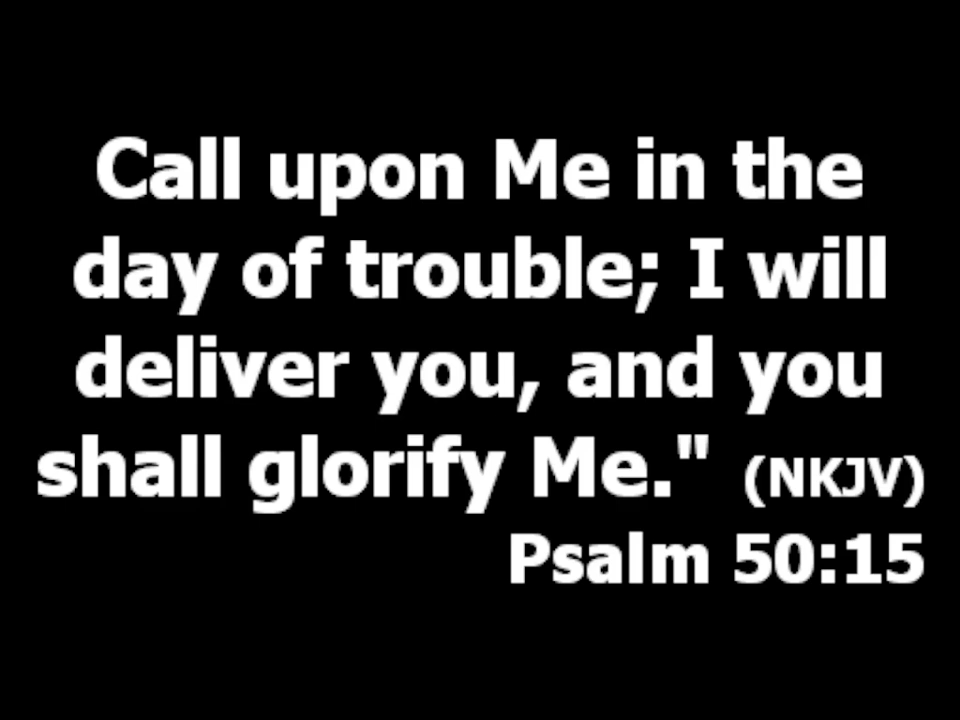 Call upon Me in the
day of trouble; I will
deliver you, and you
shall glorify Me." (NKJV)
Psalm 50:15